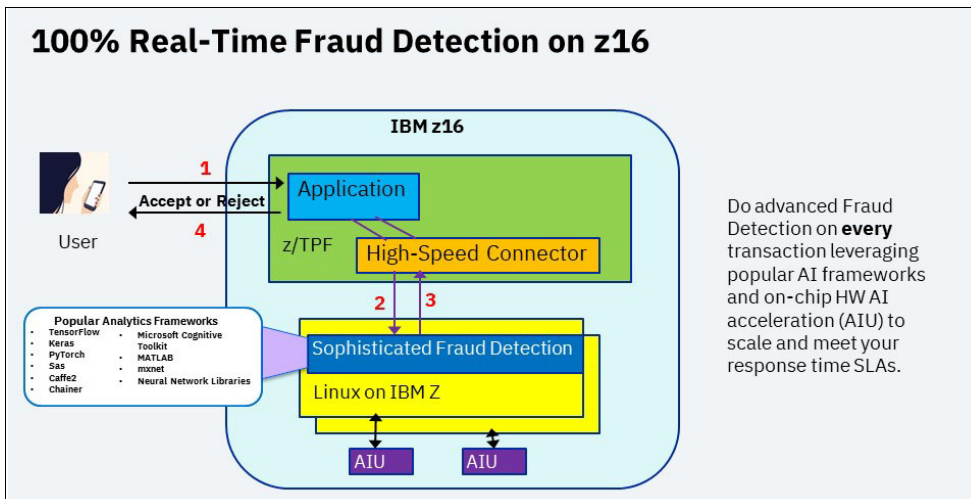 100% Real-Time Fraud Detection on z16
IBM z16
1
Application
Accept or Reject
4
User
z/TPF
High-Speed Connector
2
3
Do advanced Fraud
Detection on every
transaction leveraging
popular AI frameworks
and on-chip HW AI
acceleration (AIU) to
scale and meet your
response time SLAs.
Popular Analytics Frameworks
• TensorFlow
• Keras
• PyTorch
• Sas
• Caffe2
• Chainer
• Microsoft Cognitive
Toolkit
• MATLAB
• mxnet
• Neural Network Libraries
Sophisticated Fraud Detection
Linux on IBM Z
AIU
AIU